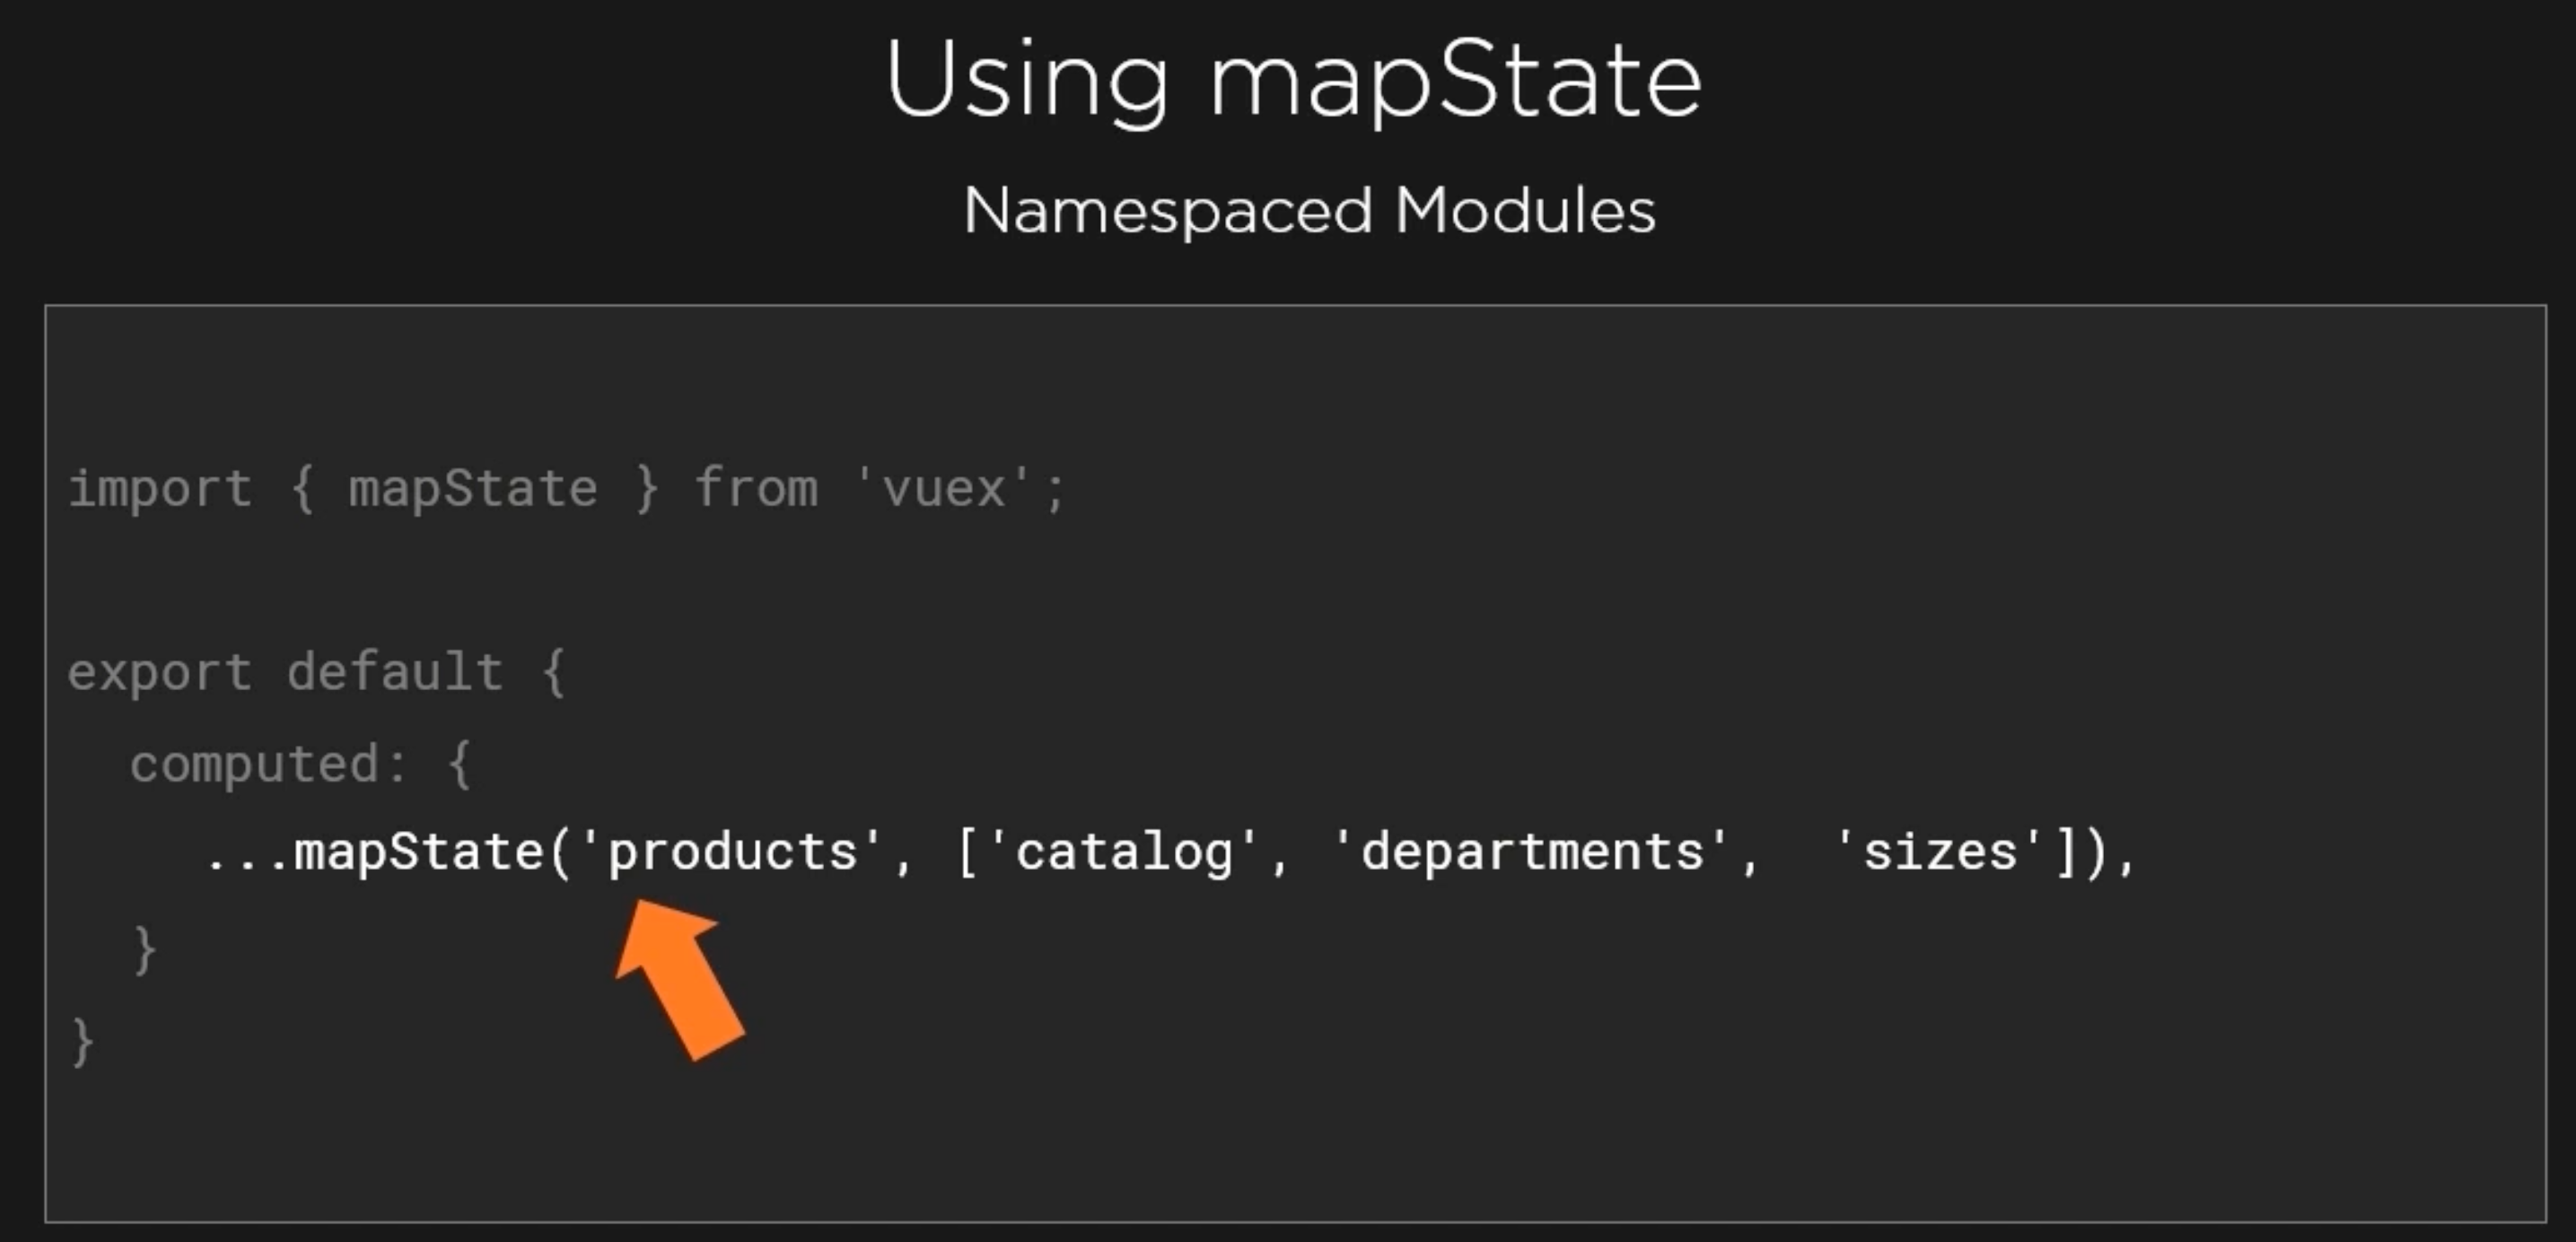 Using mapState
Namespaced Modules
import { mapState } from 'vuex';
export default {
computed: {
...mapState('products', ['catalog', 'departments',  'sizes']),
}
}